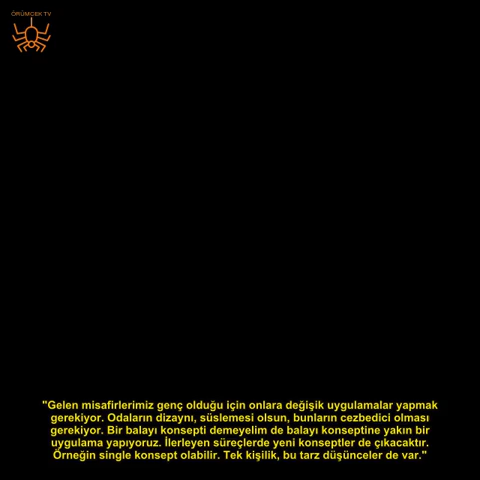 ÖRÜMCEK TV
"Gelen misafirlerimiz genç olduğu için onlara değişik uygulamalar yapmak
gerekiyor. Odaların dizaynı, süslemesi olsun, bunların cezbedici olması
gerekiyor. Bir balayı konsepti demeyelim de balayı konseptine yakın bir
uygulama yapıyoruz. İlerleyen süreçlerde yeni konseptler de çıkacaktır.
Örneğin single konsept olabilir. Tek kişilik, bu tarz düşünceler de var."